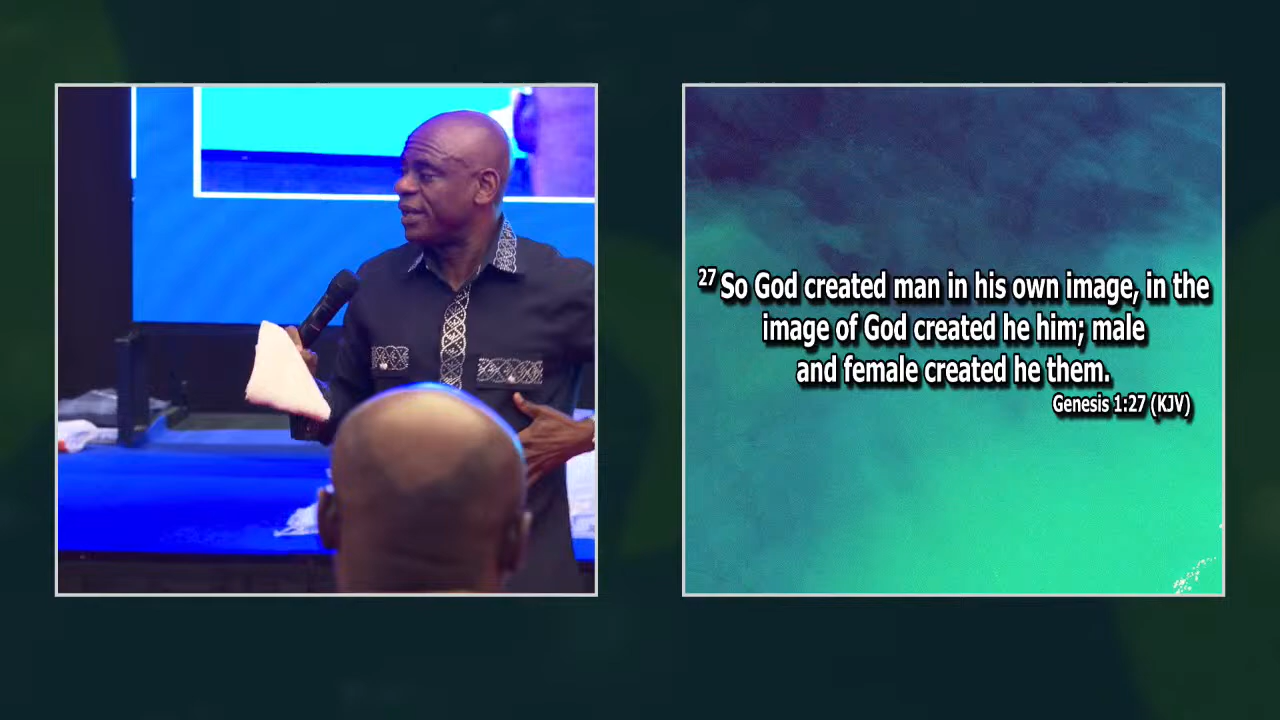 27 So God created man in his own image, in the
image of God created he him; male
and female created he them.
Genesis 1:27 (KJV)